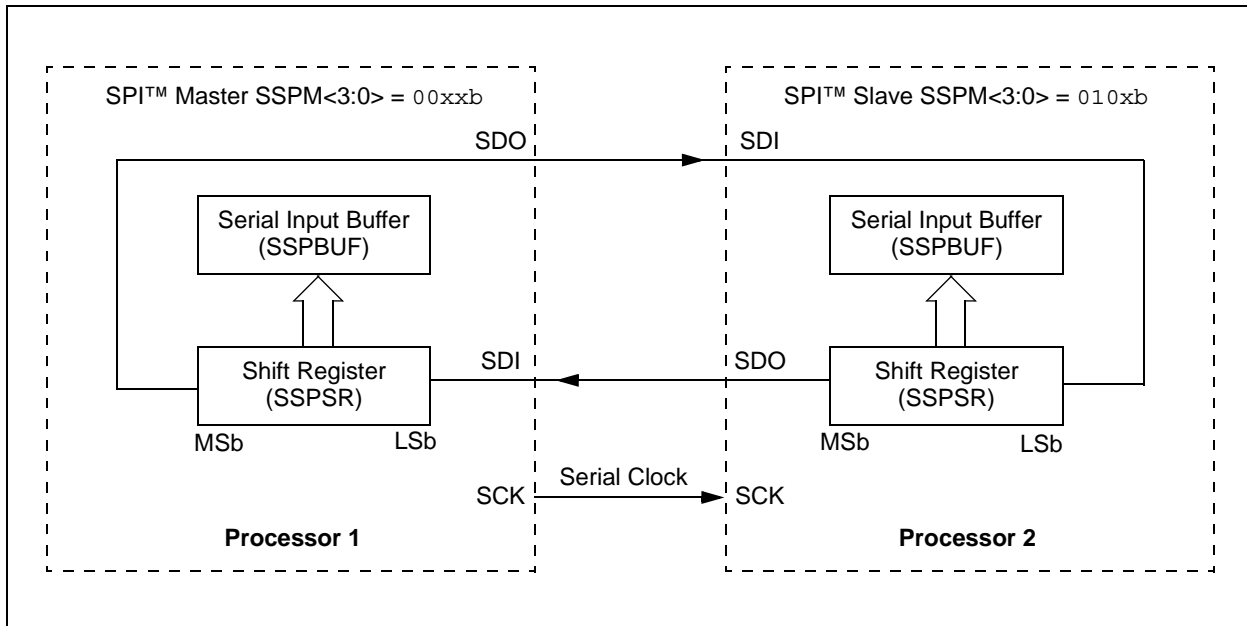 SPI™ Master SSPM<3:0> = 00xxb
SPI™ Slave SSPM<3:0> = 010xb
SDO
SDI
Serial Input Buffer
(SSPBUF)
Serial Input Buffer
(SSPBUF)
Shift Register
(SSPSR)
SDI
SDO
Shift Register
(SSPSR)
MSb
LSb
MSb
LSb
SCK
Serial Clock
SCK
Processor 1
Processor 2